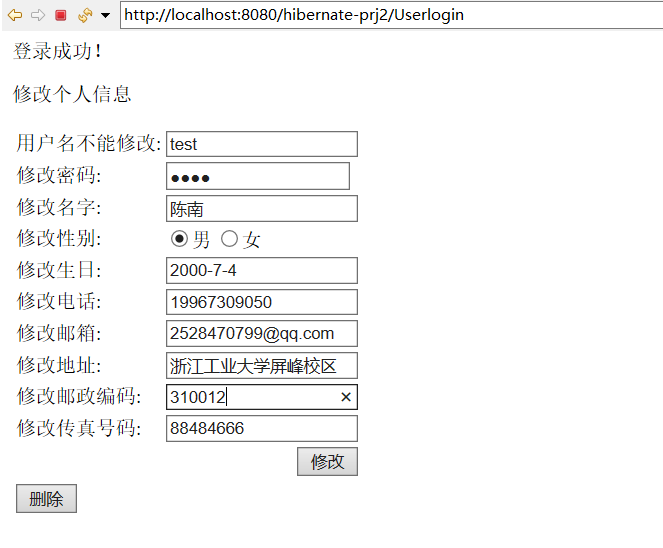 http://localhost:8080/hibernate-prj2/Userlogin
登录成功！
修改个人信息
用户名不能修改: test
修改密码: ●●●●
修改名字: 陈南
修改性别: 男 女
修改生日: 2000-7-4
修改电话: 19967309050
修改邮箱: 2528470799@qq.com
修改地址: 浙江工业大学屏峰校区
修改邮政编码: 310012
修改传真号码: 88484666
修改
删除